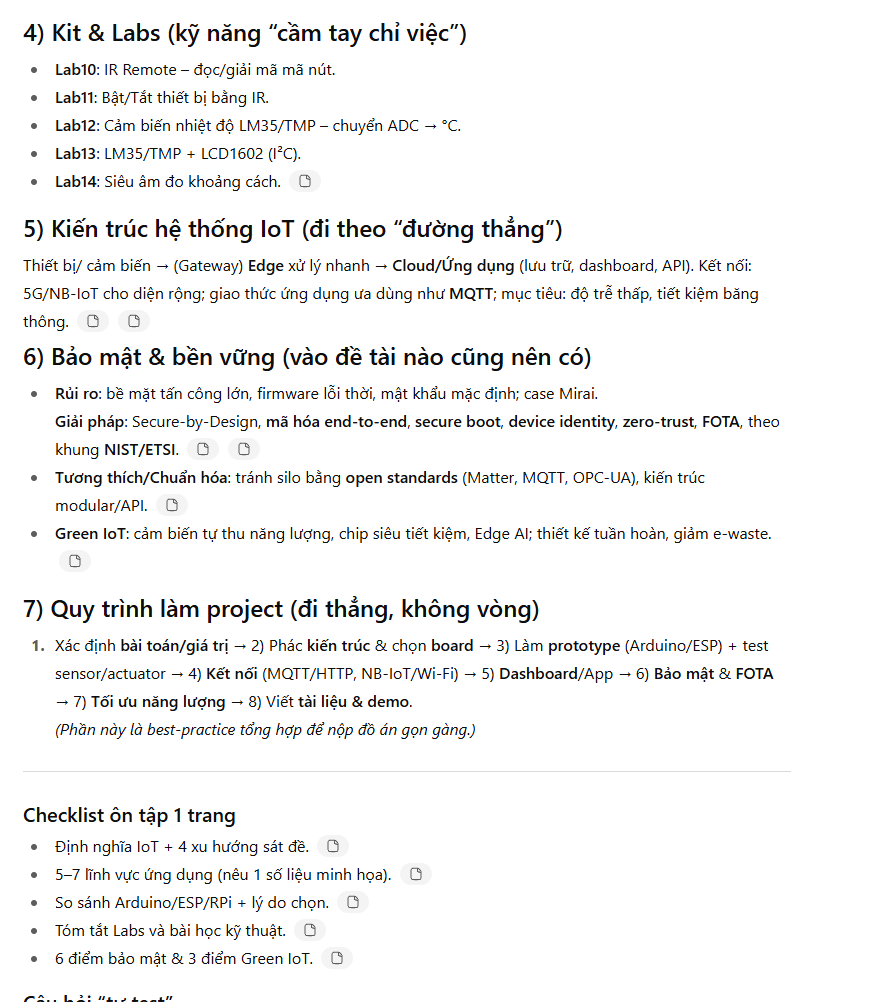 4) Kit & Labs (kỹ năng “cầm tay chỉ việc”)
Lab10: IR Remote – đọc/giải mã mã nút.
Lab11: Bật/Tắt thiết bị bằng IR.
Lab12: Cảm biến nhiệt độ LM35/TMP – chuyển ADC → °C.
Lab13: LM35/TMP + LCD1602 (I²C).
Lab14: Siêu âm đo khoảng cách.
5) Kiến trúc hệ thống IoT (đi theo “đường thẳng”)
Thiết bị/ cảm biến → (Gateway) Edge xử lý nhanh → Cloud/Ứng dụng (lưu trữ, dashboard, API). Kết nối:
5G/NB-IoT cho diện rộng; giao thức ứng dụng ưa dùng như MQTT; mục tiêu: độ trễ thấp, tiết kiệm băng
thông.
6) Bảo mật & bền vững (vào đề tài nào cũng nên có)
Rủi ro: bề mặt tấn công lớn, firmware lỗi thời, mật khẩu mặc định; case Mirai.
Giải pháp: Secure-by-Design, mã hóa end-to-end, secure boot, device identity, zero-trust, FOTA, theo
khung NIST/ETSI.
Tương thích/Chuẩn hóa: tránh silo bằng open standards (Matter, MQTT, OPC-UA), kiến trúc
modular/API.
Green IoT: cảm biến tự thu năng lượng, chip siêu tiết kiệm, Edge AI; thiết kế tuần hoàn, giảm e-waste.
7) Quy trình làm project (đi thẳng, không vòng)
1. Xác định bài toán/giá trị → 2) Phác kiến trúc & chọn board → 3) Làm prototype (Arduino/ESP) + test
sensor/actuator → 4) Kết nối (MQTT/HTTP, NB-IoT/Wi-Fi) → 5) Dashboard/App → 6) Bảo mật & FOTA
→ 7) Tối ưu năng lượng → 8) Viết tài liệu & demo.
(Phần này là best-practice tổng hợp để nộp đồ án gọn gàng.)
Checklist ôn tập 1 trang
Định nghĩa IoT + 4 xu hướng sát đề.
5–7 lĩnh vực ứng dụng (nêu 1 số liệu minh họa).
So sánh Arduino/ESP/RPi + lý do chọn.
Tóm tắt Labs và bài học kỹ thuật.
6 điểm bảo mật & 3 điểm Green IoT.
Câu hỏi “tự test”